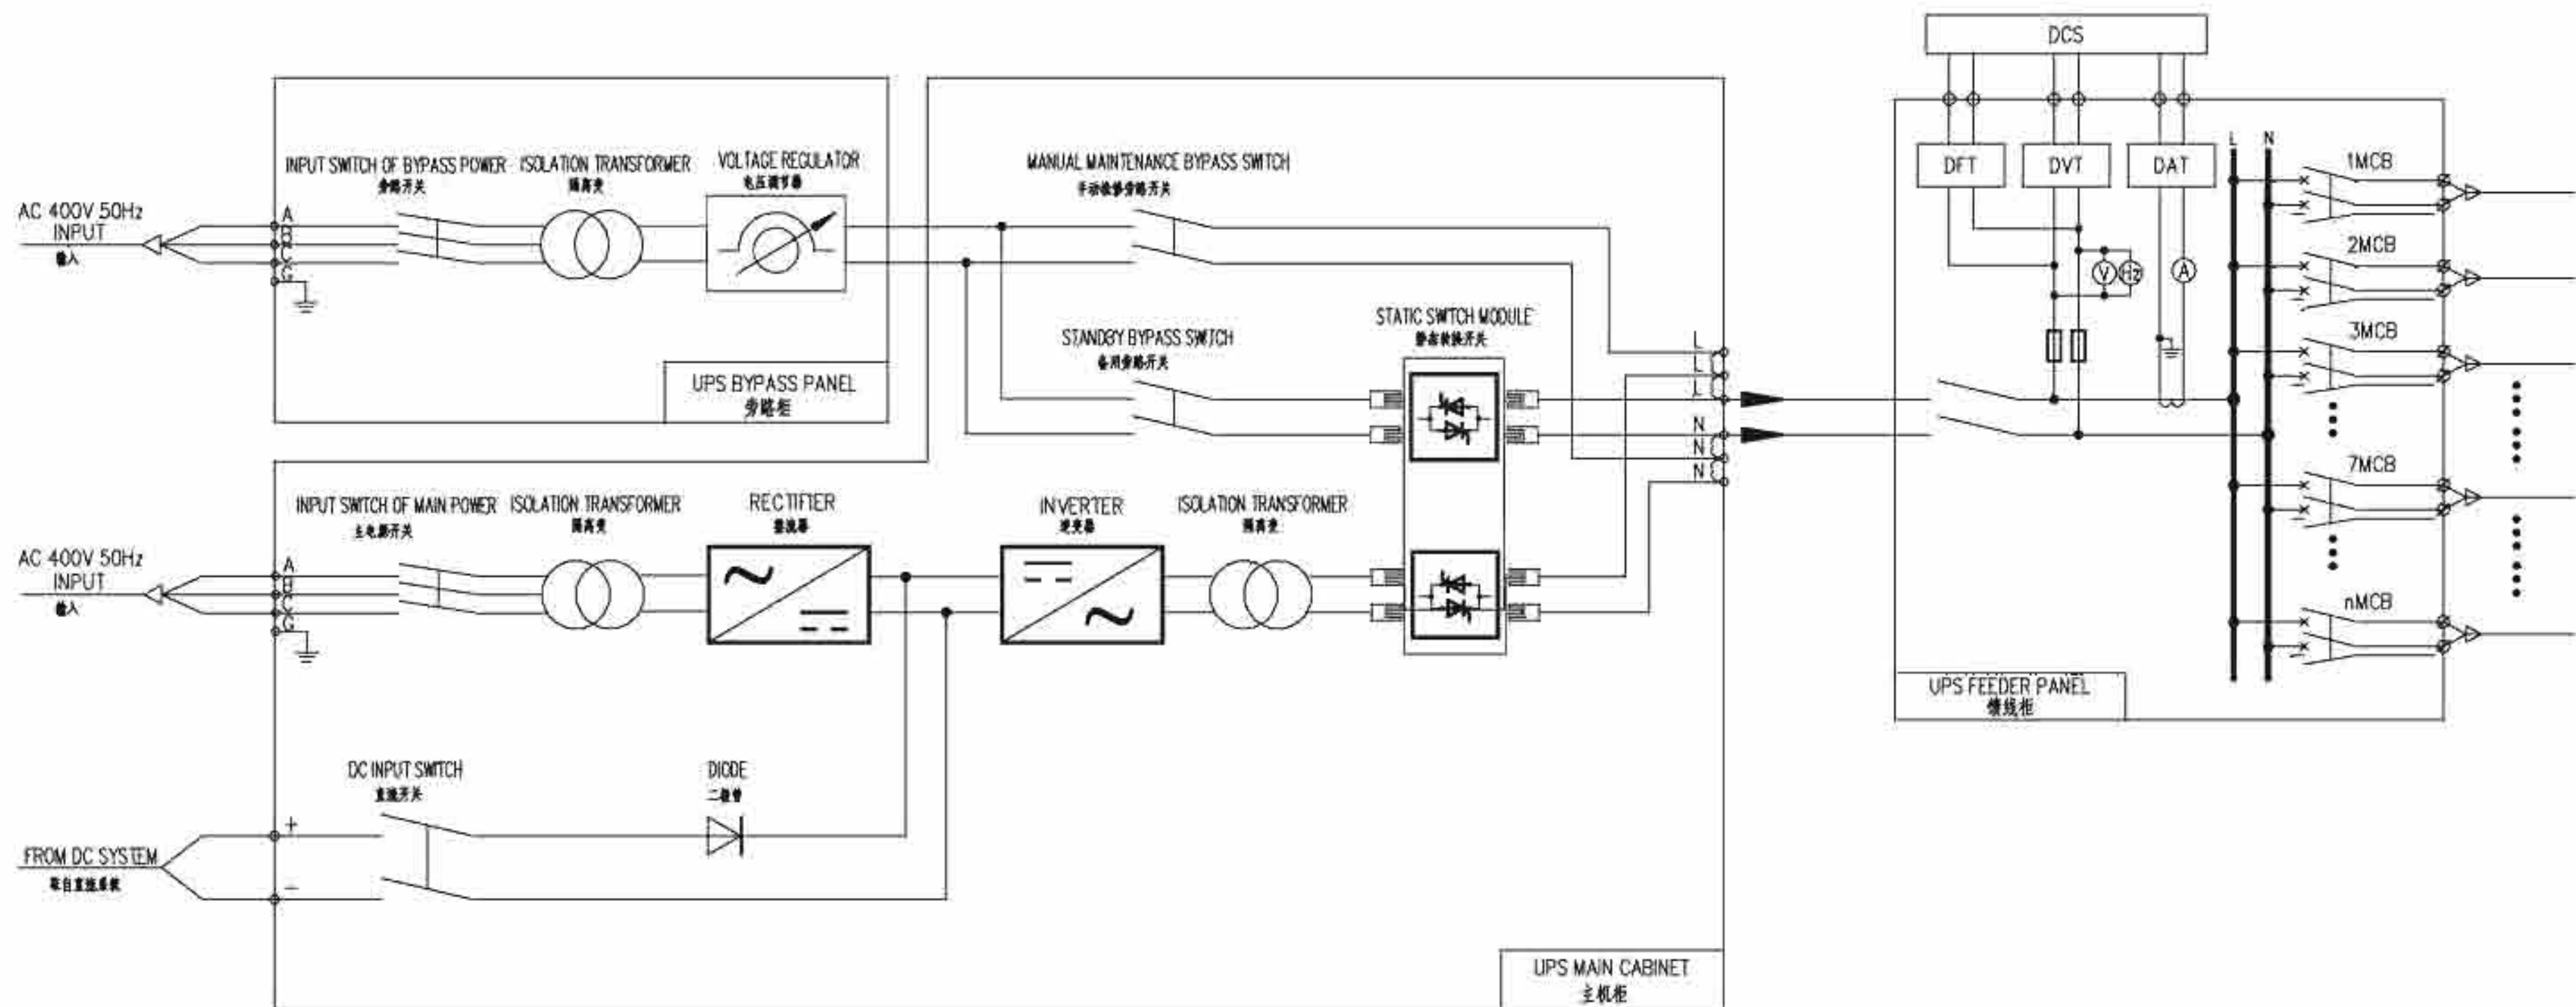 DCS
INPUT SWITCH OF BYPASS POWER
旁路开关
ISOLATION TRANSFORMER
隔离变
VOLTAGE REGULATOR
电压调节器
MANUAL MAINTENANCE BYPASS SWITCH
手动检修旁路开关
AC 400V 50Hz
INPUT
输入
A
B
C
G
STANDBY BYPASS SWITCH
备用旁路开关
STATIC SWITCH MODULE
静态转换开关
UPS BYPASS PANEL
旁路柜
L
L
L
N
N
N
INPUT SWITCH OF MAIN POWER
主电源开关
ISOLATION TRANSFORMER
隔离变
RECTIFIER
整流器
INVERTER
逆变器
ISOLATION TRANSFORMER
隔离变
AC 400V 50Hz
INPUT
输入
A
B
C
G
DC INPUT SWITCH
直流开关
DIODE
二极管
+
FROM DC SYSTEM
取自直流系统
−
UPS MAIN CABINET
主机柜
DFT
DVT
DAT
L
N
V
Hz
A
1MCB
2MCB
3MCB
7MCB
nMCB
UPS FEEDER PANEL
馈线柜